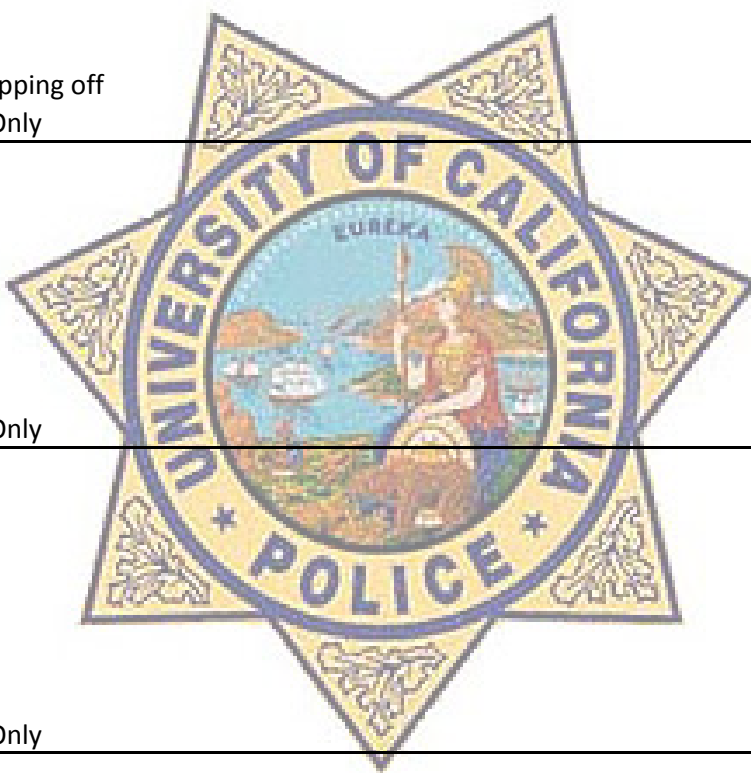 pping off
Only
UNIVERSITY OF CALIFORNIA
EUREKA
Only
POLICE
Only